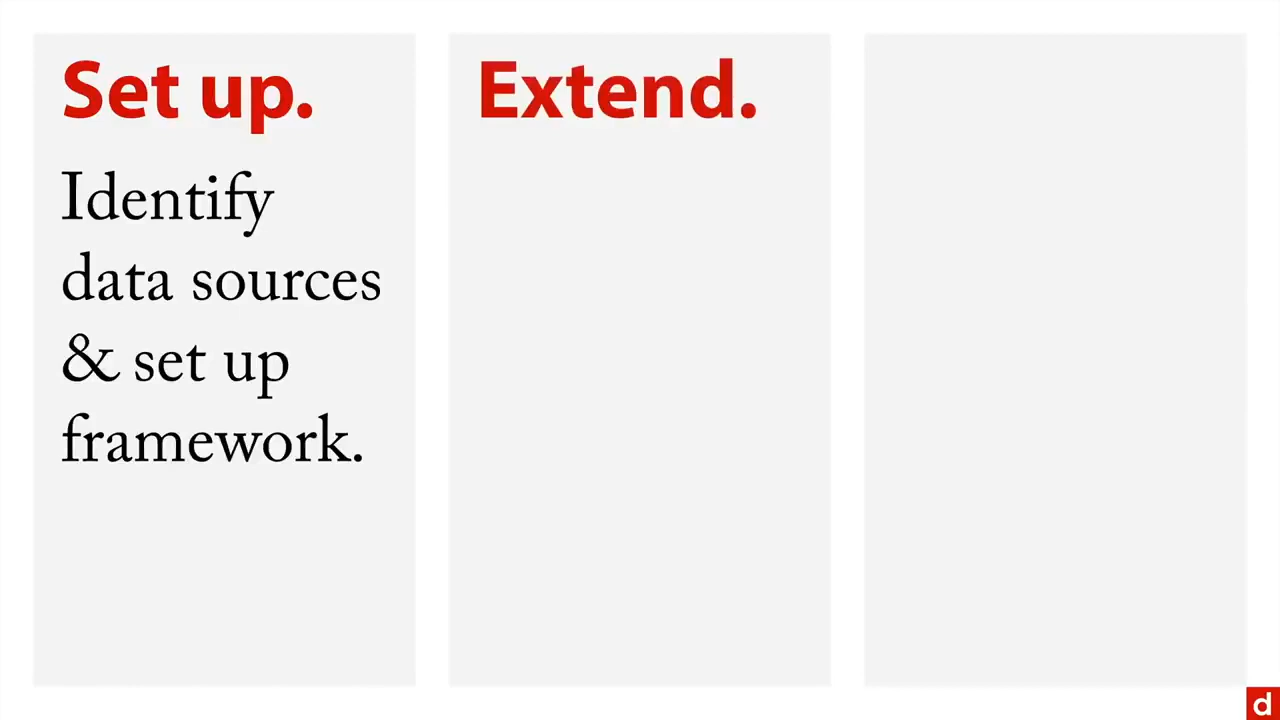 Set up.
Identify
data sources
& set up
framework.
Extend.
d